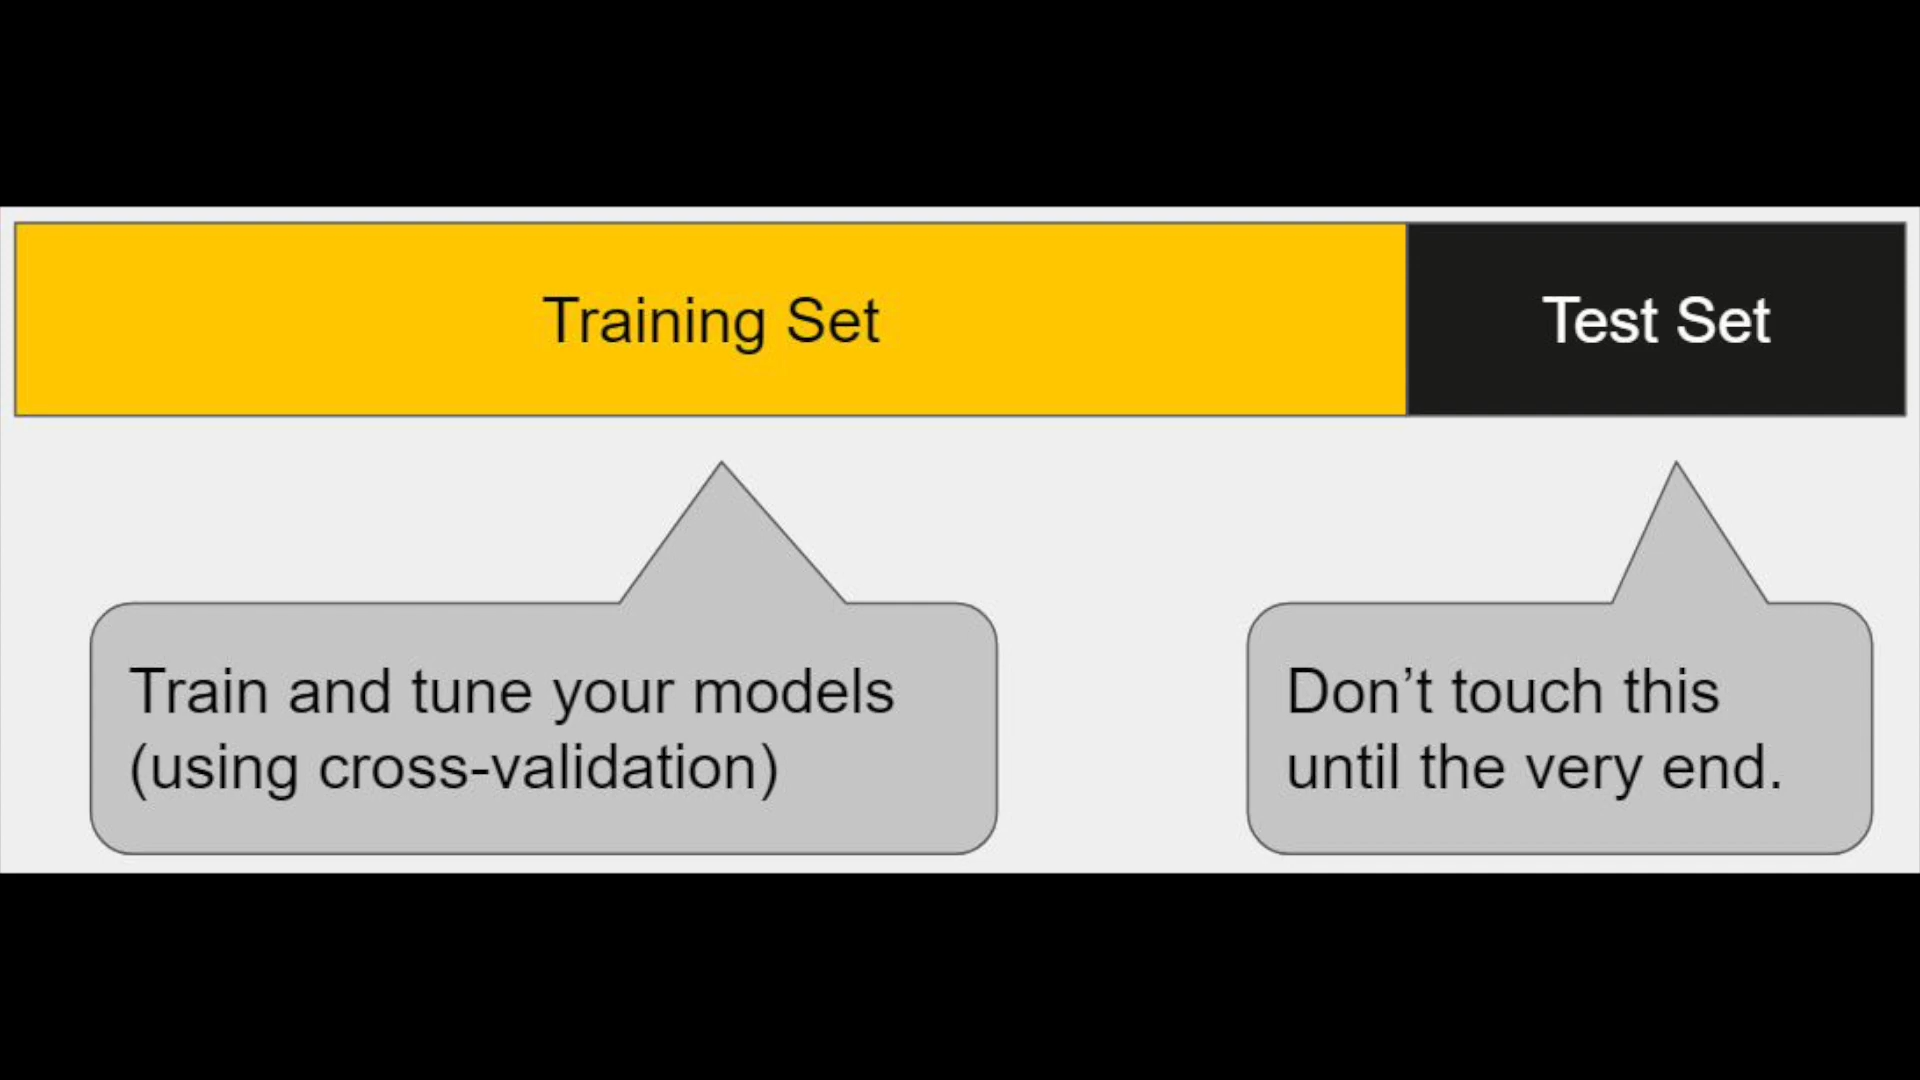 Training Set
Test Set
Train and tune your models
(using cross-validation)
Don’t touch this
until the very end.